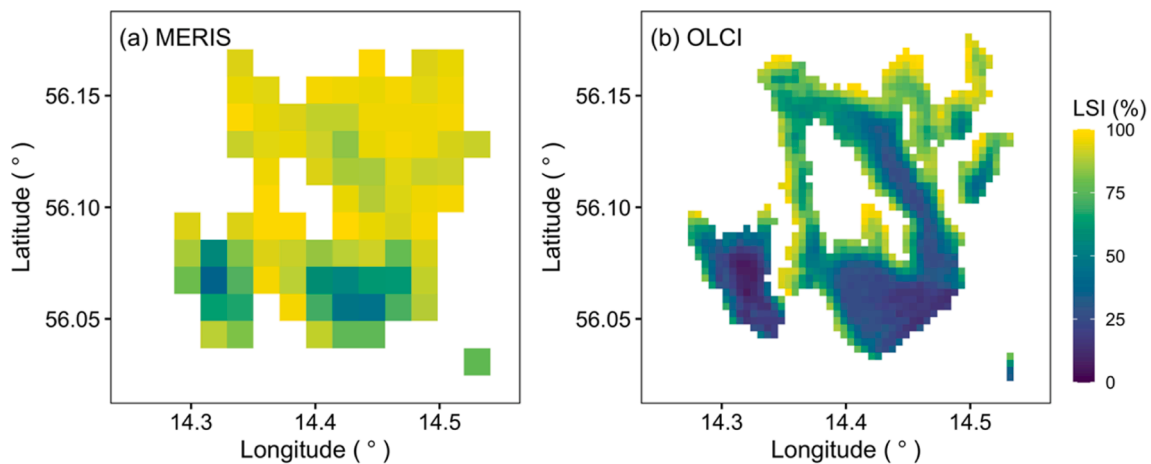 (a) MERIS
(b) OLCI
56.15
56.10
56.05
Latitude ( ° )
14.3 14.4 14.5
Longitude ( ° )
56.15
56.10
56.05
Latitude ( ° )
14.3 14.4 14.5
Longitude ( ° )
LSI (%)
100
75
50
25
0